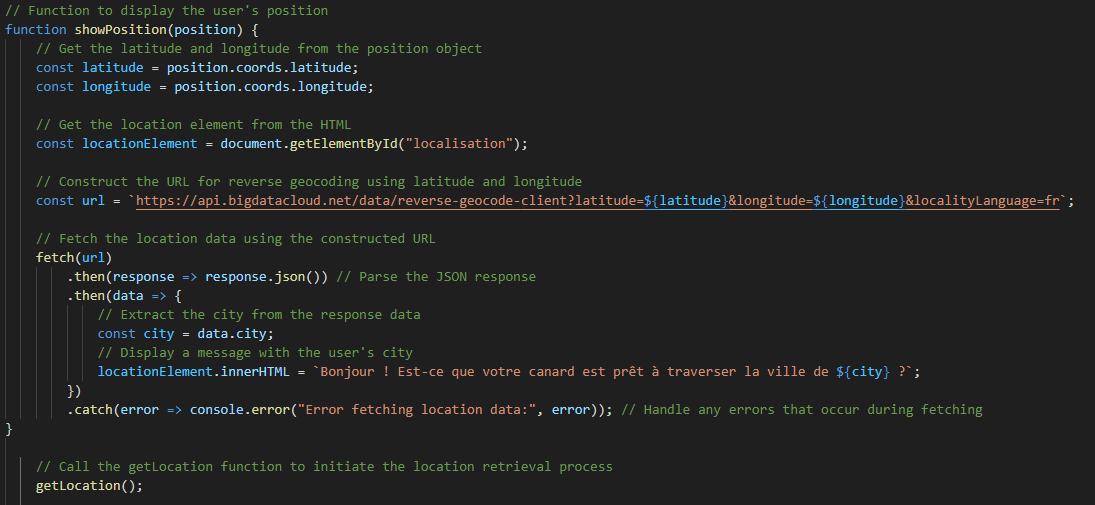 // Function to display the user's position
function showPosition(position) {
    // Get the latitude and longitude from the position object
    const latitude = position.coords.latitude;
    const longitude = position.coords.longitude;

    // Get the location element from the HTML
    const locationElement = document.getElementById("localisation");

    // Construct the URL for reverse geocoding using latitude and longitude
    const url = `https://api.bigdatacloud.net/data/reverse-geocode-client?latitude=${latitude}&longitude=${longitude}&localityLanguage=fr`;

    // Fetch the location data using the constructed URL
    fetch(url)
        .then(response => response.json()) // Parse the JSON response
        .then(data => {
            // Extract the city from the response data
            const city = data.city;
            // Display a message with the user's city
            locationElement.innerHTML = `Bonjour ! Est-ce que votre canard est prêt à traverser la ville de ${city} ?`;
        })
        .catch(error => console.error("Error fetching location data:", error)); // Handle any errors that occur during fetching
}

    // Call the getLocation function to initiate the location retrieval process
    getLocation();